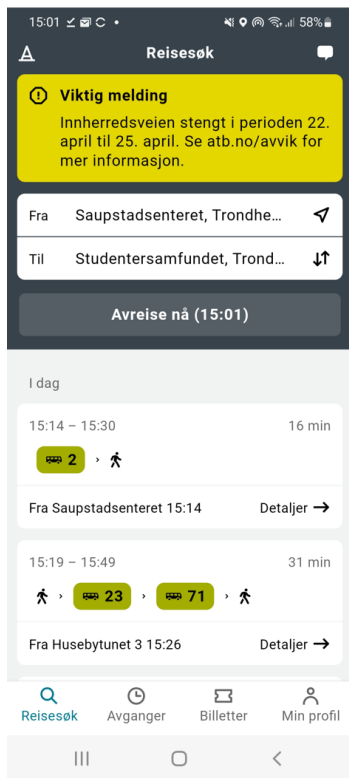 15:01 58%
Reisesøk
Viktig melding
Innherredsveien stengt i perioden 22.
april til 25. april. Se atb.no/avvik for
mer informasjon.
Fra Saupstadsenteret, Trondhe...
Til Studentersamfundet, Trond...
Avreise nå (15:01)
I dag
15:14 – 15:30 16 min
2
Fra Saupstadsenteret 15:14 Detaljer →
15:19 – 15:49 31 min
23 71
Fra Husebytunet 3 15:26 Detaljer →
Reisesøk Avganger Billetter Min profil